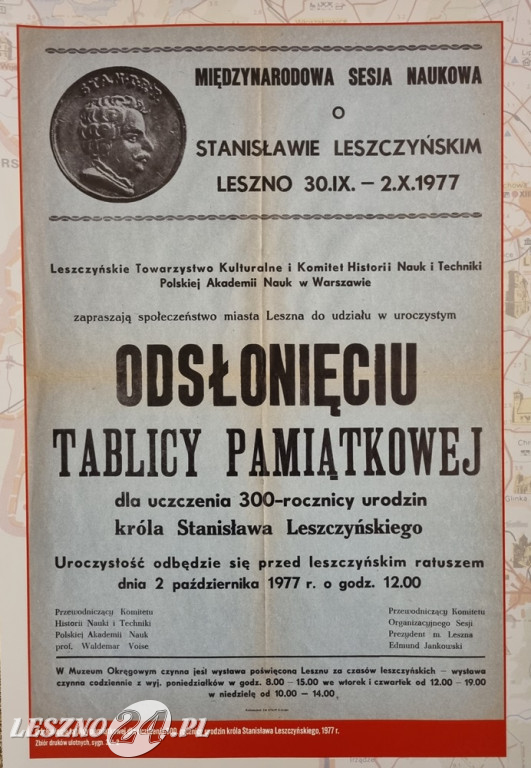 MIĘDZYNARODOWA SESJA NAUKOWA
O
STANISŁAWIE LESZCZYŃSKIM
LESZNO 30.IX. – 2.X.1977
Leszczyńskie Towarzystwo Kulturalne i Komitet Historii Nauk i Techniki
Polskiej Akademii Nauk w Warszawie
zapraszają społeczeństwo miasta Leszna do udziału w uroczystym
ODSŁONIĘCIU
TABLICY PAMIĄTKOWEJ
dla uczczenia 300-rocznicy urodzin
króla Stanisława Leszczyńskiego
Uroczystość odbędzie się przed leszczyńskim ratuszem
dnia 2 października 1977 r. o godz. 12.00
Przewodniczący Komitetu
Historii Nauki i Techniki
Polskiej Akademii Nauk
prof. Waldemar Voise
Przewodniczący Komitetu
Organizacyjnego Sesji
Prezydent m. Leszna
Edmund Jankowski
W Muzeum Okręgowym czynna jest wystawa poświęcona Lesznu za czasów leszczyńskich – wystawa
czynna codziennie z wyj. poniedziałków w godz. 8.00 – 15.00 we wtorek i czwartek od 12.00 – 19.00
w niedzielę od 10.00 – 14.00
LESZNO24.PL
urodzin króla Stanisława Leszczyńskiego, 1977 r.
Zbiór druków ulotnych, sygn.